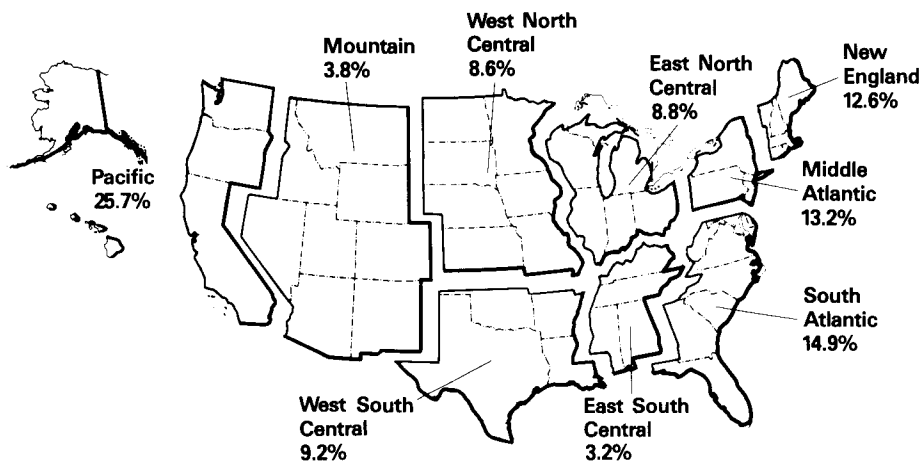 Mountain
3.8%
West North
Central
8.6%
East North
Central
8.8%
New
England
12.6%
Pacific
25.7%
Middle
Atlantic
13.2%
South
Atlantic
14.9%
West South
Central
9.2%
East South
Central
3.2%